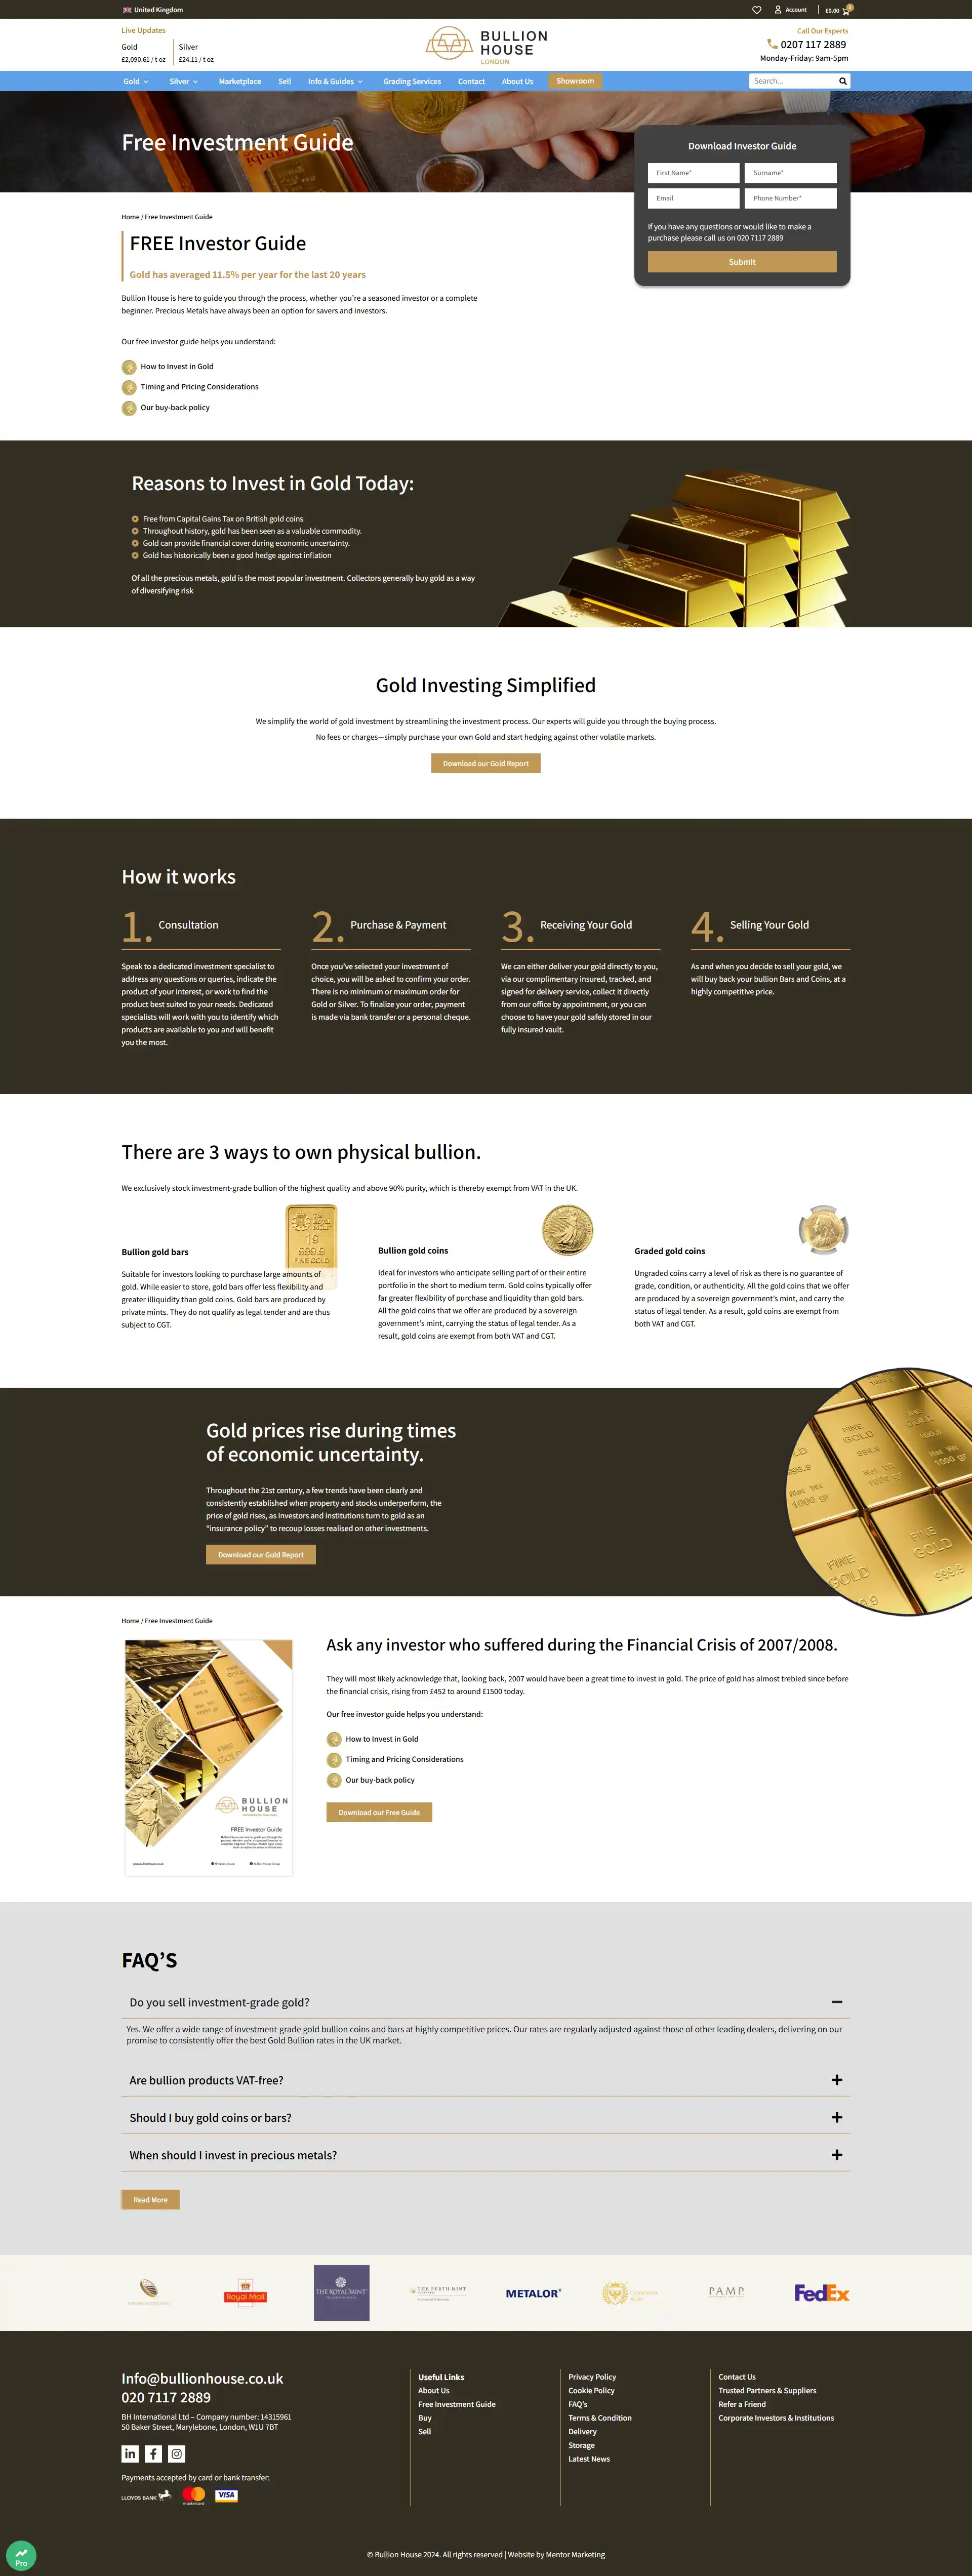 United Kingdom
Account
£0.00
0
Live Updates
Gold
£2,090.61 / t oz
Silver
£24.11 / t oz
BULLION
HOUSE
LONDON
Call Our Experts
0207 117 2889
Monday-Friday: 9am-5pm
Gold
Silver
Marketplace
Sell
Info & Guides
Grading Services
Contact
About Us
Showroom
Search...
Free Investment Guide
Download Investor Guide
First Name*
Surname*
Email
Phone Number*
If you have any questions or would like to make a
purchase please call us on 020 7117 2889
Submit
Home / Free Investment Guide
FREE Investor Guide
Gold has averaged 11.5% per year for the last 20 years
Bullion House is here to guide you through the process, whether you're a seasoned investor or a complete
beginner. Precious Metals have always been an option for savers and investors.
Our free investor guide helps you understand:
How to Invest in Gold
Timing and Pricing Considerations
Our buy-back policy
Reasons to Invest in Gold Today:
Free from Capital Gains Tax on British gold coins
Throughout history, gold has been seen as a valuable commodity.
Gold can provide financial cover during economic uncertainty.
Gold has historically been a good hedge against inflation
Of all the precious metals, gold is the most popular investment. Collectors generally buy gold as a way
of diversifying risk
Gold Investing Simplified
We simplify the world of gold investment by streamlining the investment process. Our experts will guide you through the buying process.
No fees or charges—simply purchase your own Gold and start hedging against other volatile markets.
Download our Gold Report
How it works
1. Consultation
Speak to a dedicated investment specialist to
address any questions or queries, indicate the
product of your interest, or work to find the
product best suited to your needs. Dedicated
specialists will work with you to identify which
products are available to you and will benefit
you the most.
2. Purchase & Payment
Once you've selected your investment of
choice, you will be asked to confirm your order.
There is no minimum or maximum order for
Gold or Silver. To finalize your order, payment
is made via bank transfer or a personal cheque.
3. Receiving Your Gold
We can either deliver your gold directly to you,
via our complimentary insured, tracked, and
signed for delivery service, collect it directly
from our office by appointment, or you can
choose to have your gold safely stored in our
fully insured vault.
4. Selling Your Gold
As and when you decide to sell your gold, we
will buy back your bullion Bars and Coins, at a
highly competitive price.
There are 3 ways to own physical bullion.
We exclusively stock investment-grade bullion of the highest quality and above 90% purity, which is thereby exempt from VAT in the UK.
The
Royal
Mint
1g
999.9
FINE GOLD
Bullion gold bars
Suitable for investors looking to purchase large amounts of
gold. While easier to store, gold bars offer less flexibility and
greater illiquidity than gold coins. Gold bars are produced by
private mints. They do not qualify as legal tender and are thus
subject to CGT.
Bullion gold coins
Ideal for investors who anticipate selling part of or their entire
portfolio in the short to medium term. Gold coins typically offer
far greater flexibility of purchase and liquidity than gold bars.
All the gold coins that we offer are produced by a sovereign
government's mint, carrying the status of legal tender. As a
result, gold coins are exempt from both VAT and CGT.
Graded gold coins
Ungraded coins carry a level of risk as there is no guarantee of
grade, condition, or authenticity. All the gold coins that we offer
are produced by a sovereign government's mint, and carry the
status of legal tender. As a result, gold coins are exempt from
both VAT and CGT.
Gold prices rise during times
of economic uncertainty.
Throughout the 21st century, a few trends have been clearly and
consistently established when property and stocks underperform, the
price of gold rises, as investors and institutions turn to gold as an
"insurance policy" to recoup losses realised on other investments.
Download our Gold Report
FINE
GOLD
999.9
Net Wt
1000 gr
FINE
GOLD
999.9
Home / Free Investment Guide
BULLION
HOUSE
FREE Investor Guide
www.bullionhouse.co.uk
Ask any investor who suffered during the Financial Crisis of 2007/2008.
They will most likely acknowledge that, looking back, 2007 would have been a great time to invest in gold. The price of gold has almost trebled since before
the financial crisis, rising from £452 to around £1500 today.
Our free investor guide helps you understand:
How to Invest in Gold
Timing and Pricing Considerations
Our buy-back policy
Download our Free Guide
FAQ'S
Do you sell investment-grade gold?
Yes. We offer a wide range of investment-grade gold bullion coins and bars at highly competitive prices. Our rates are regularly adjusted against those of other leading dealers, delivering on our
promise to consistently offer the best Gold Bullion rates in the UK market.
Are bullion products VAT-free?
Should I buy gold coins or bars?
When should I invest in precious metals?
Read More
Royal Mail
THE ROYAL MINT
THE PERTH MINT
METALOR
PAMP
FedEx
Info@bullionhouse.co.uk
020 7117 2889
BH International Ltd – Company number: 14315961
50 Baker Street, Marylebone, London, W1U 7BT
Payments accepted by card or bank transfer:
LLOYDS BANK
mastercard
VISA
Useful Links
About Us
Free Investment Guide
Buy
Sell
Privacy Policy
Cookie Policy
FAQ's
Terms & Condition
Delivery
Storage
Latest News
Contact Us
Trusted Partners & Suppliers
Refer a Friend
Corporate Investors & Institutions
© Bullion House 2024. All rights reserved | Website by Mentor Marketing
Pro